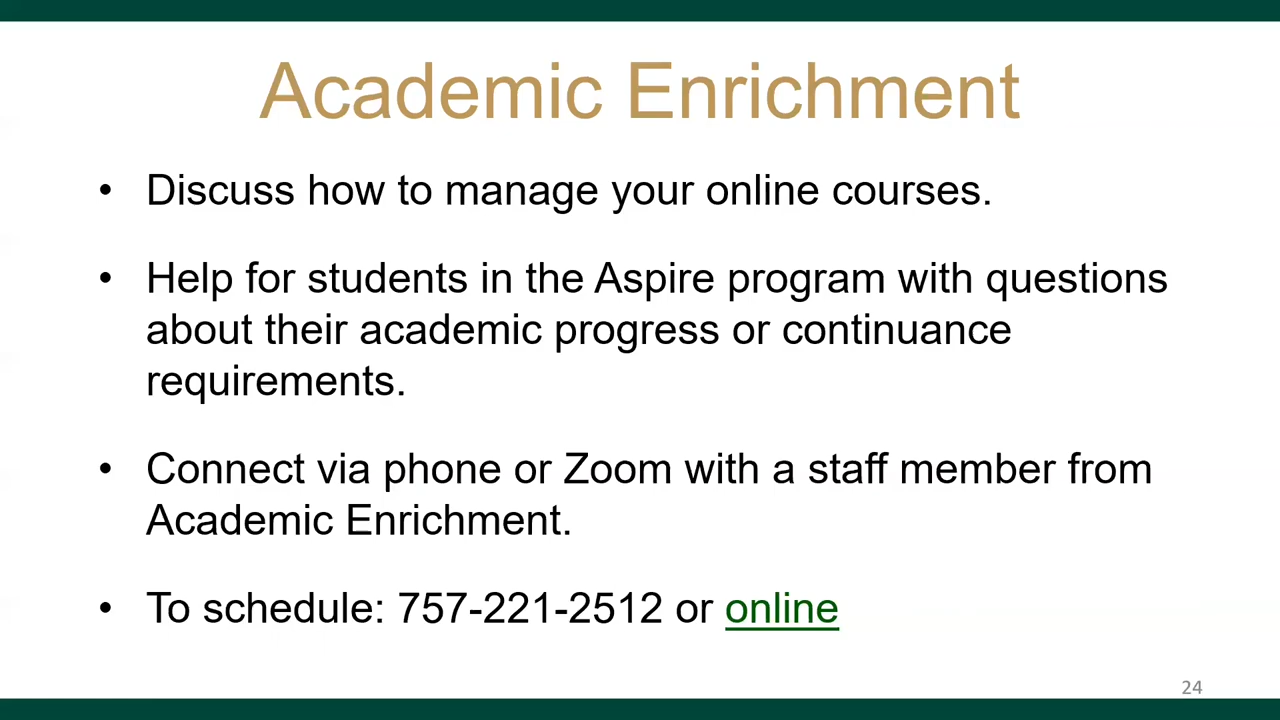 Academic Enrichment
• Discuss how to manage your online courses.
• Help for students in the Aspire program with questions
about their academic progress or continuance
requirements.
• Connect via phone or Zoom with a staff member from
Academic Enrichment.
• To schedule: 757-221-2512 or online
24